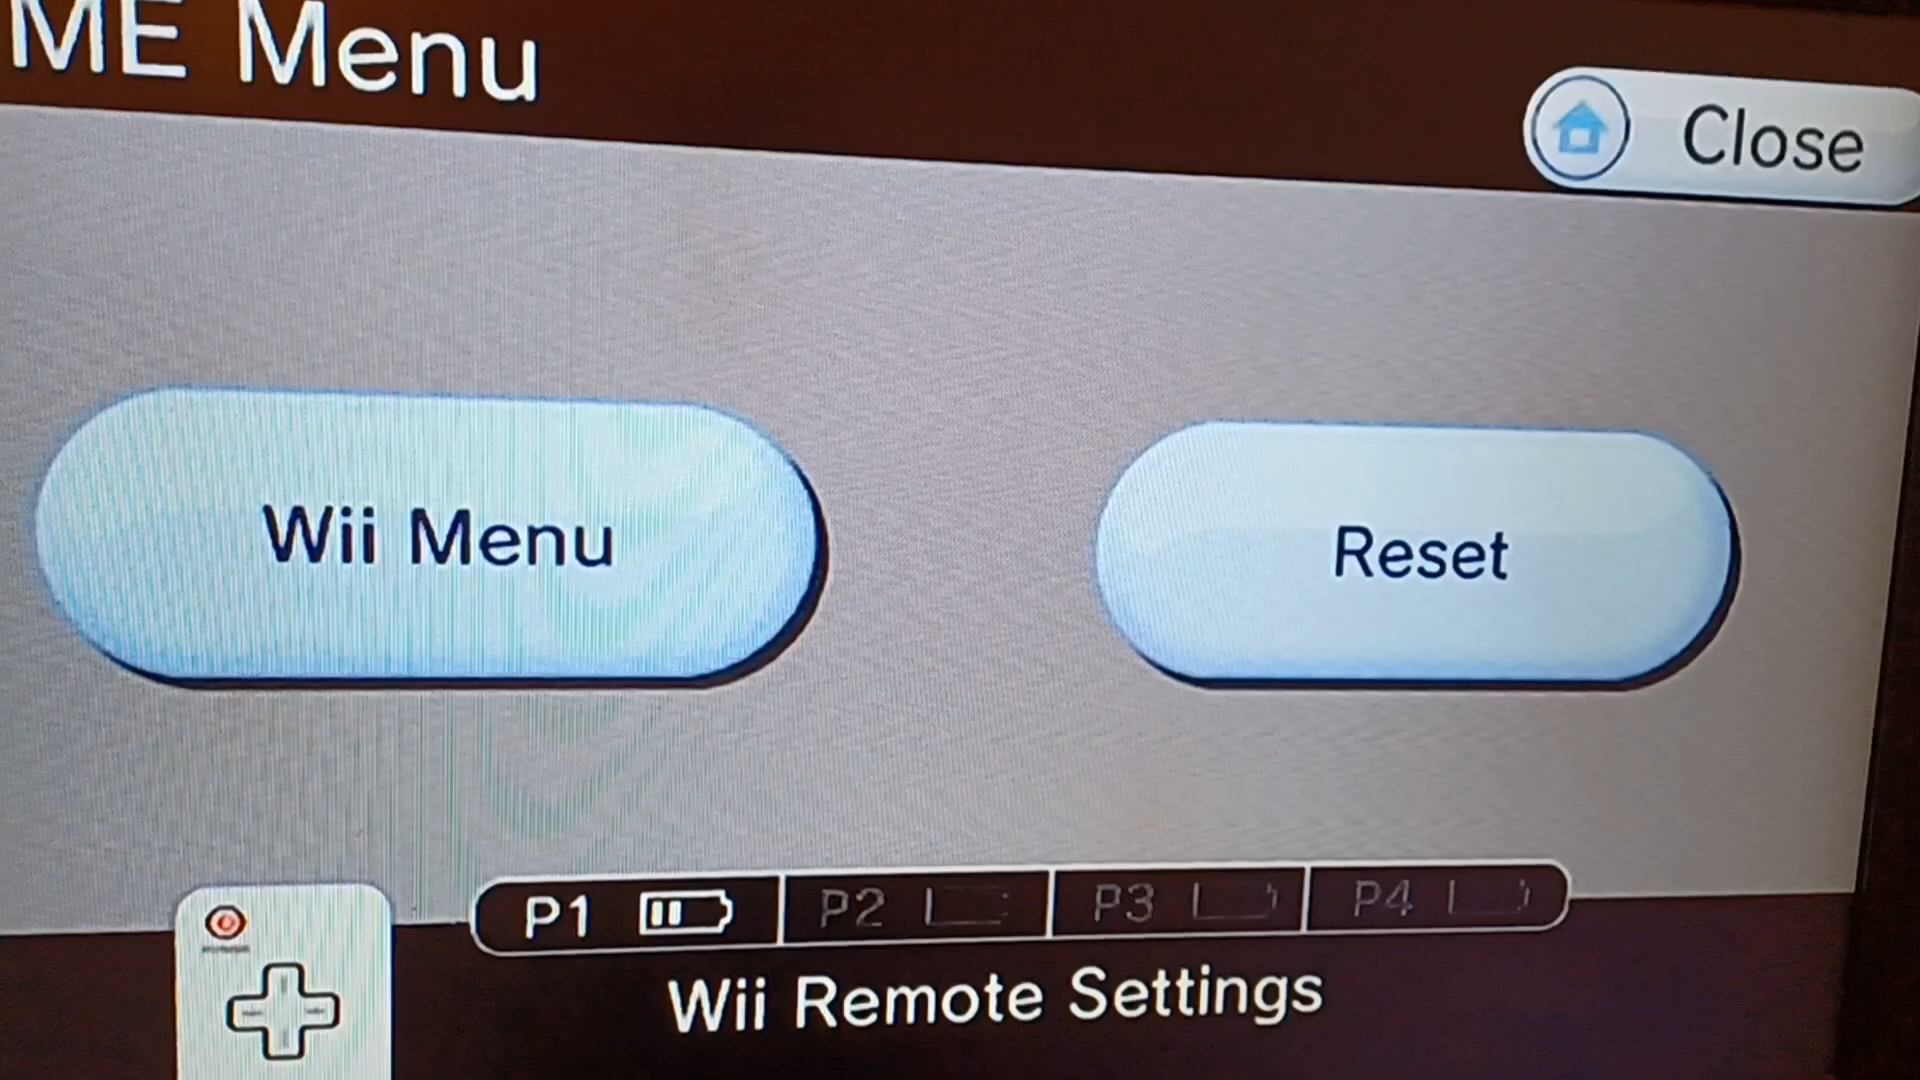 ME Menu
Close
Wii Menu
Reset
P1 P2 P3 P4
Wii Remote Settings